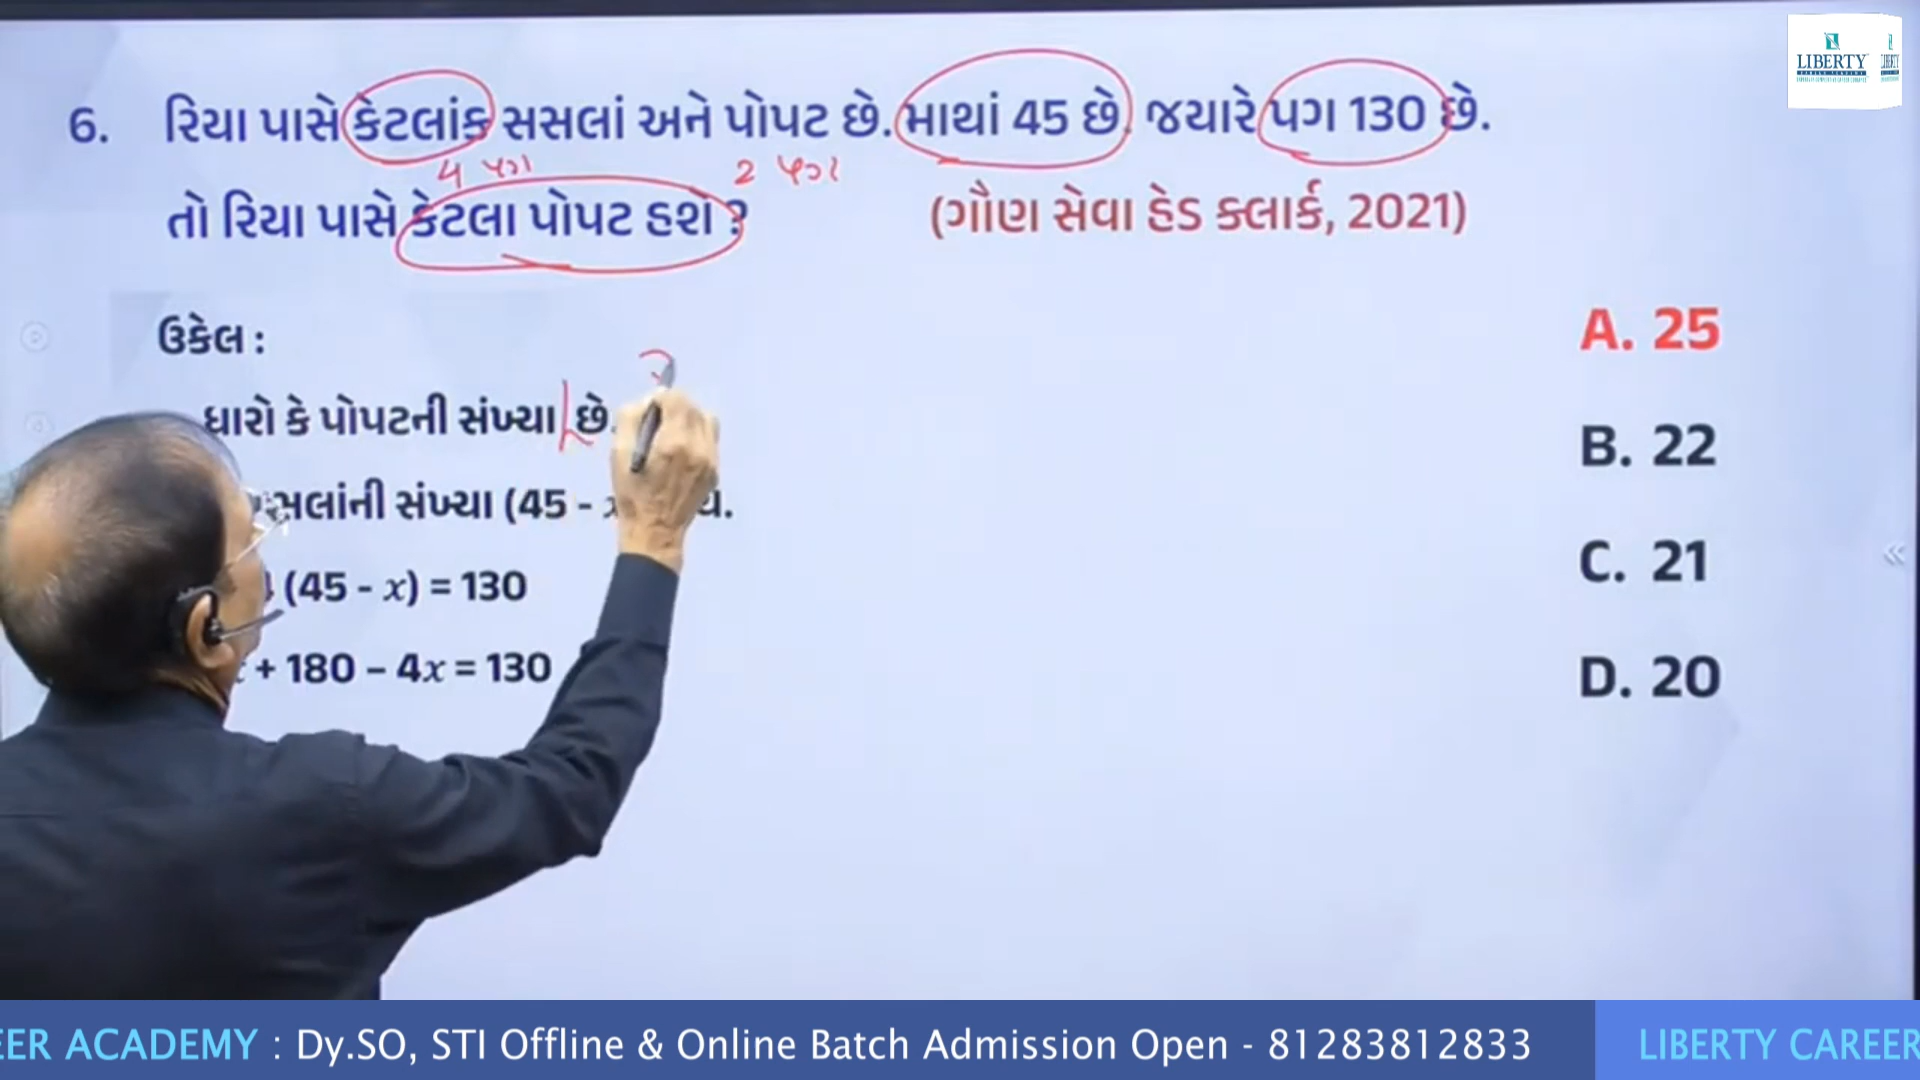 LIBERTY
6. રિયા પાસે કેટલાંક સસલાં અને પોપટ છે. માથાં 45 છે. જયારે પગ 130 છે.
4 પગ 2 પગ
તો રિયા પાસે કેટલા પોપટ હશે ?
(ગૌણ સેવા હેડ ક્લાર્ક, 2021)
ઉકેલ :
ધારો કે પોપટની સંખ્યા છે.
સંખ્યા (45 -
(45 - x) = 130
+ 180 – 4x = 130
A. 25
B. 22
C. 21
D. 20
ACADEMY : Dy.SO, STI Offline & Online Batch Admission Open - 81283812833
LIBERTY CAREER